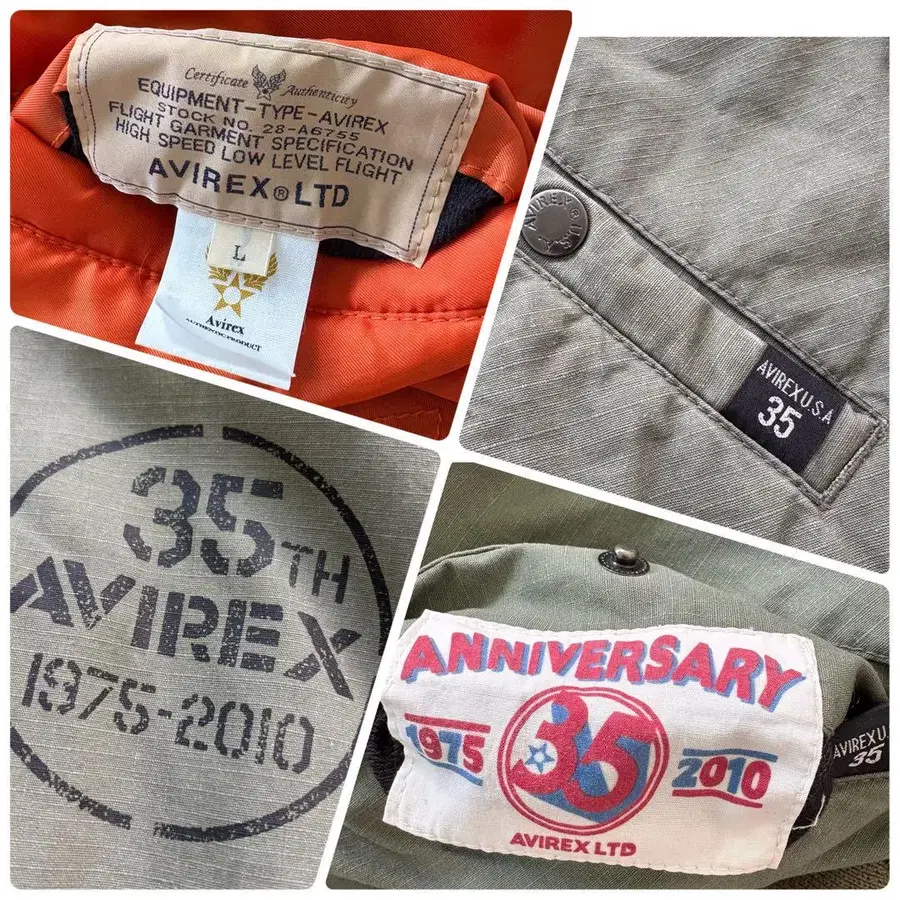 Certificate Authenticity
EQUIPMENT-TYPE-AVIREX
STOCK NO. 28-A6755
FLIGHT GARMENT SPECIFICATION
HIGH SPEED LOW LEVEL FLIGHT
AVIREX® LTD
L
Avirex
AUTHENTIC PRODUCT
AVIREX® U.S.A.
AVIREX U.S.A
35
35TH
AVIREX
1975-2010
ANNIVERSARY
1975 35 2010
AVIREX LTD
AVIREX U.
35